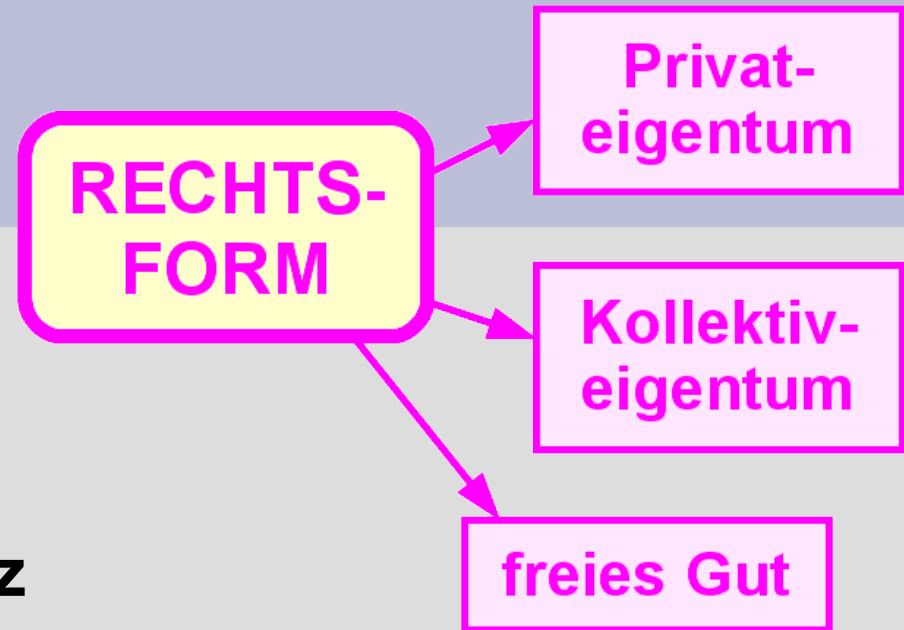 Privat-
eigentum
RECHTS-
FORM
Kollektiv-
eigentum
freies Gut
z